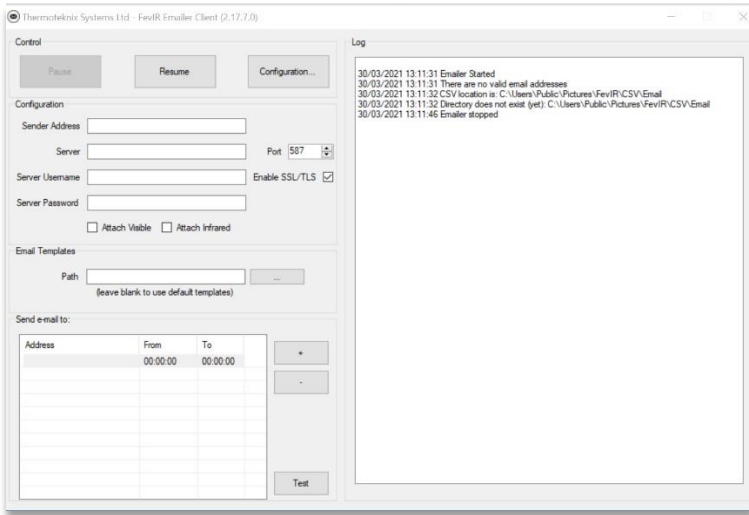 Thermoteknix Systems Ltd - FevIR Emailer Client (2.17.7.0)
Control
Pause
Resume
Configuration...
Configuration
Sender Address
Server
Port 587
Server Username
Enable SSL/TLS
Server Password
Attach Visible Attach Infrared
Email Templates
Path
...
(leave blank to use default templates)
Send e-mail to:
Address From To
00:00:00 00:00:00
+
-
Test
Log
30/03/2021 13:11:31 Emailer Started
30/03/2021 13:11:31 There are no valid email addresses
30/03/2021 13:11:32 CSV location is: C:\Users\Public\Pictures\FevIR\CSV\Email
30/03/2021 13:11:32 Directory does not exist (yet): C:\Users\Public\Pictures\FevIR\CSV\Email
30/03/2021 13:11:46 Emailer stopped